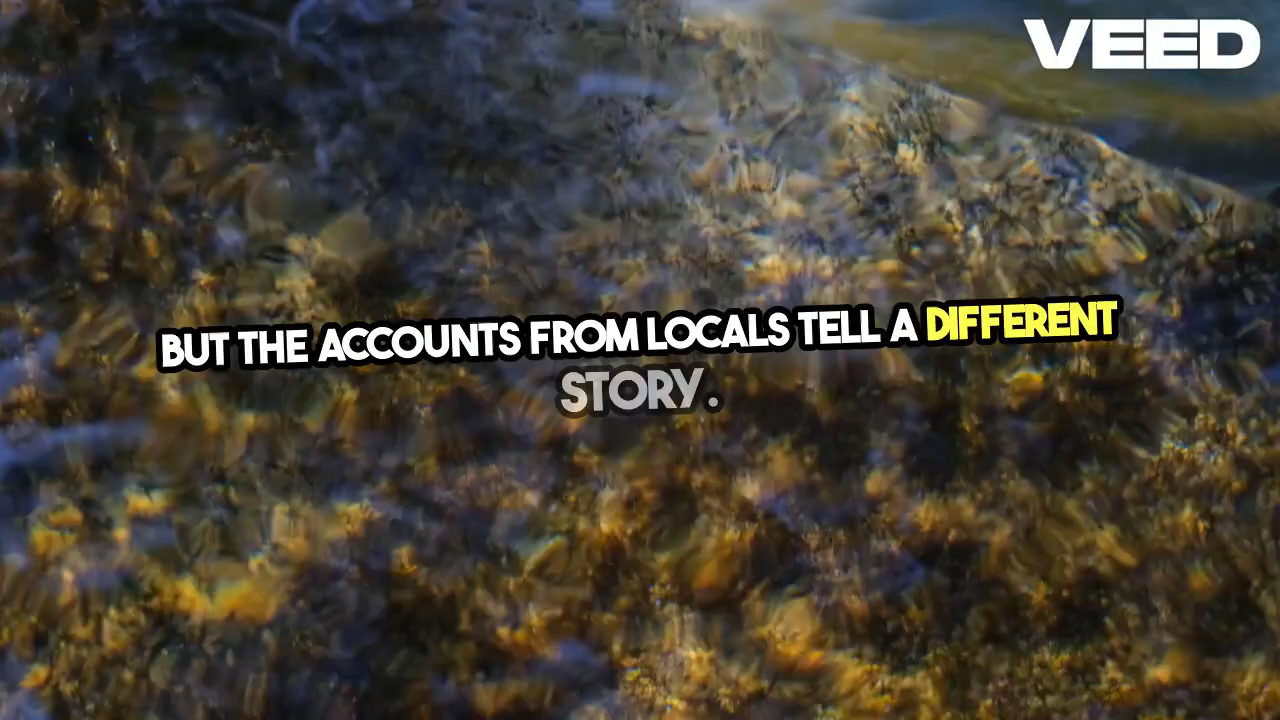 VEED
BUT THE ACCOUNTS FROM LOCALS TELL A DIFFERENT
STORY.